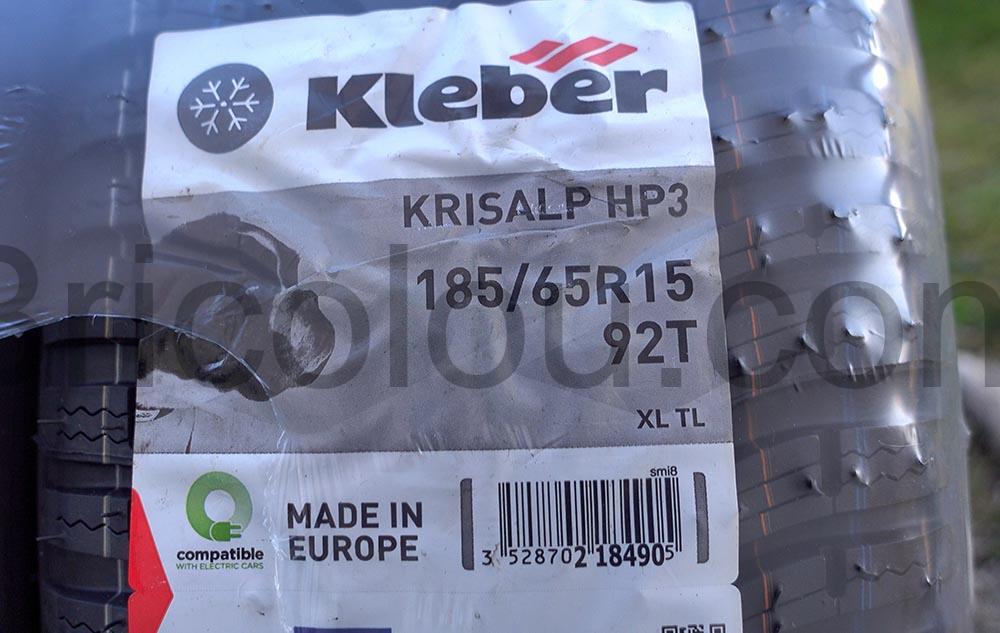 Kleber
KRISALP HP3
185/65R15
92T
XL TL
Bricolou.com
smi8
compatible
WITH ELECTRIC CARS
MADE IN
EUROPE
3 528702 184905